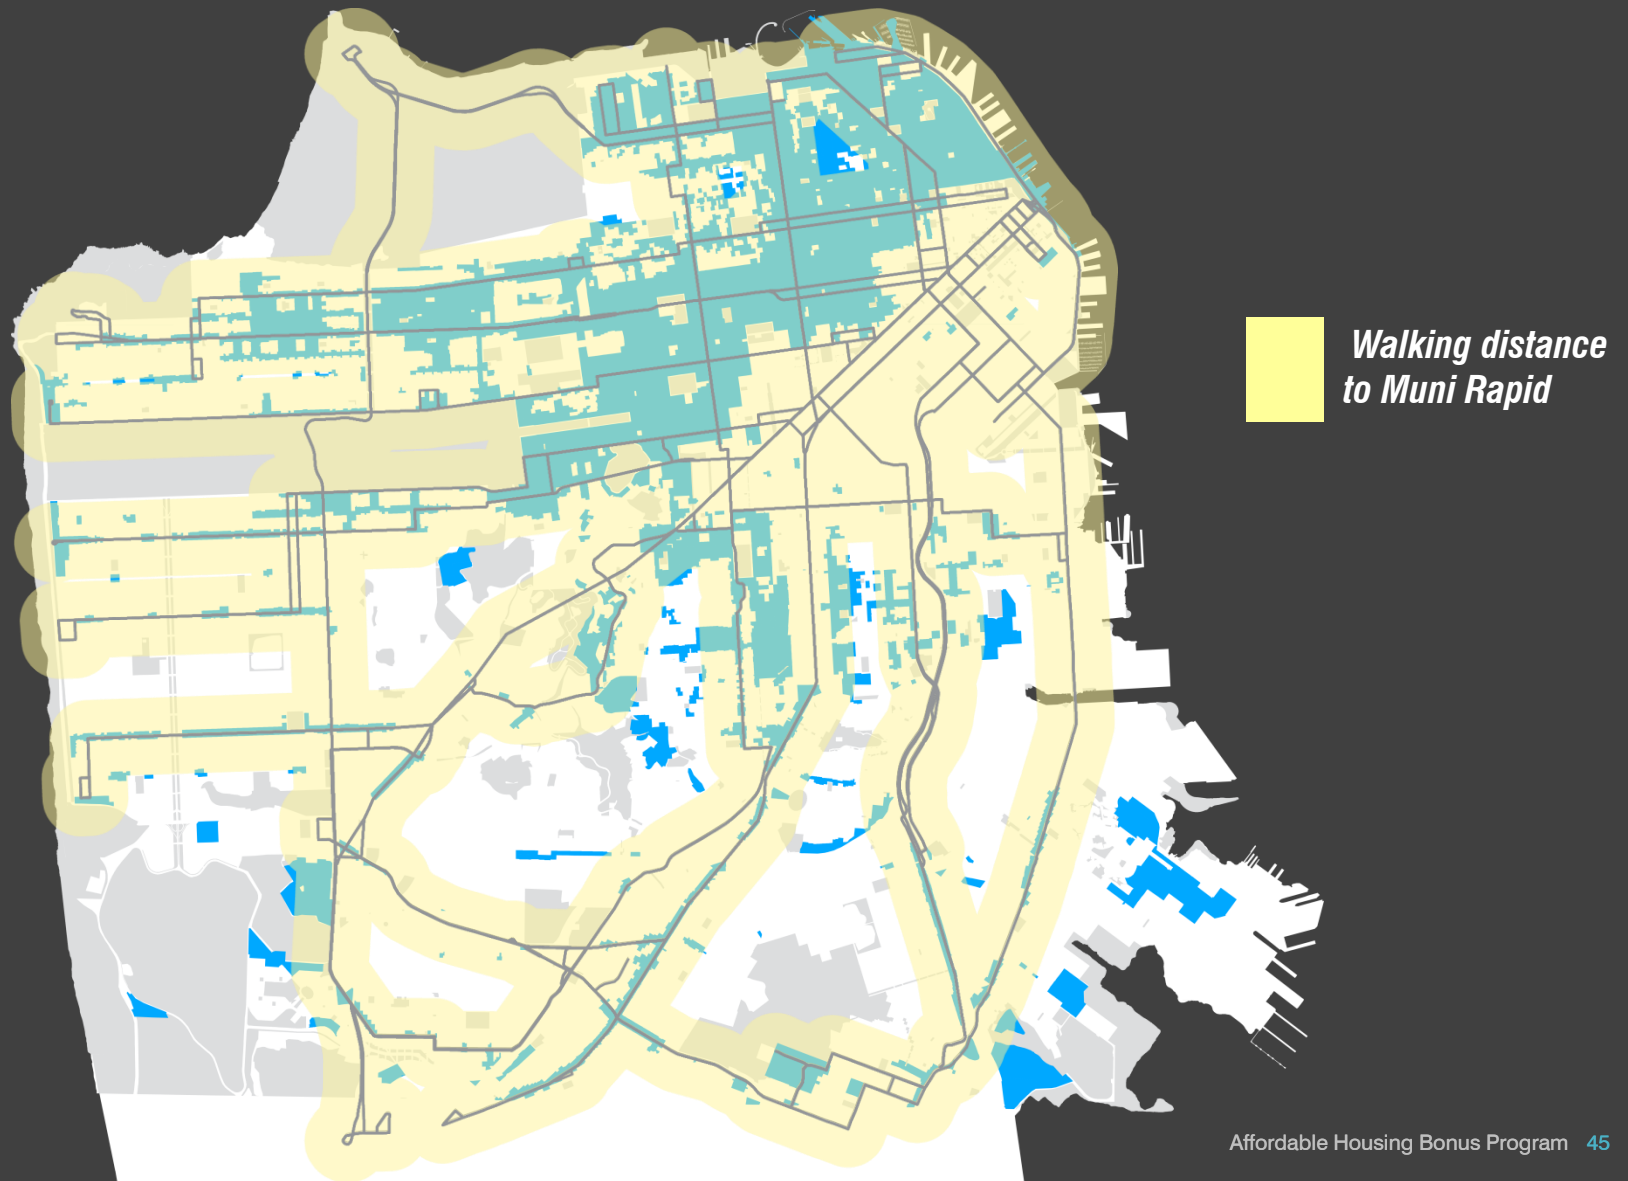 Walking distance
to Muni Rapid
Affordable Housing Bonus Program 45